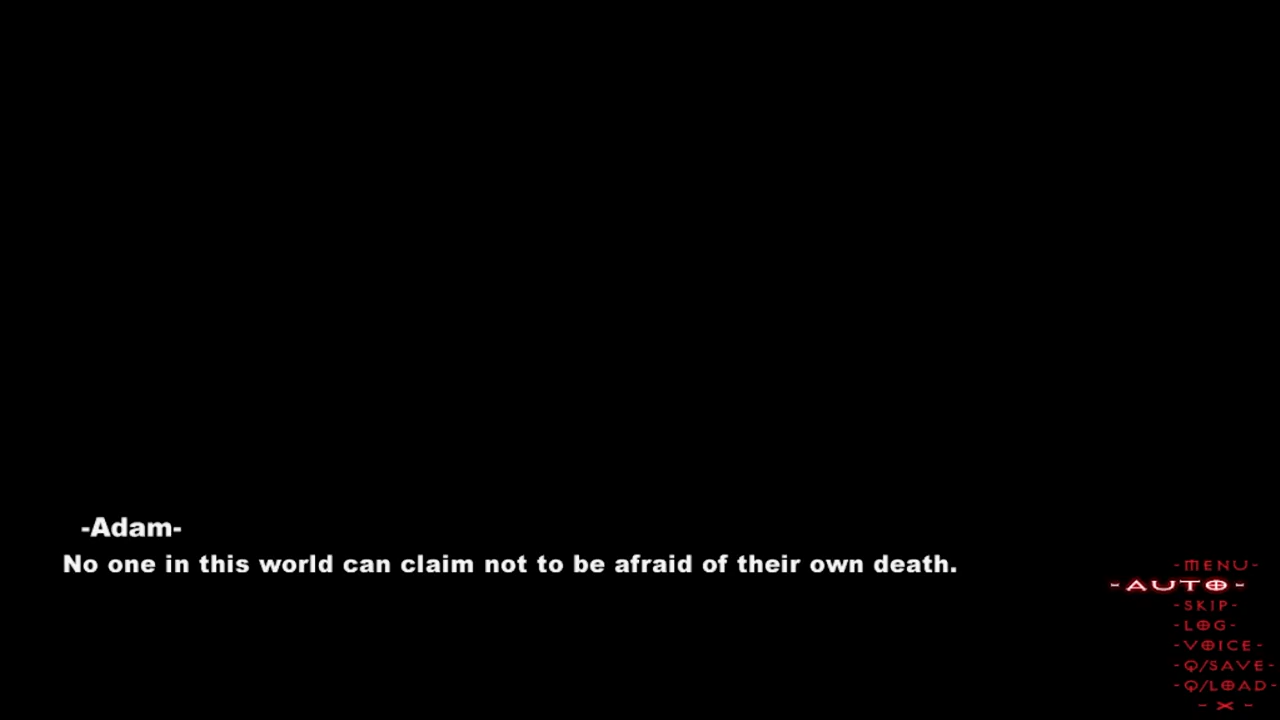 -Adam-
No one in this world can claim not to be afraid of their own death.
-MENU-
-AUTO-
-SKIP-
-LOG-
-VOICE-
-Q/SAVE-
-Q/LOAD-
-X-